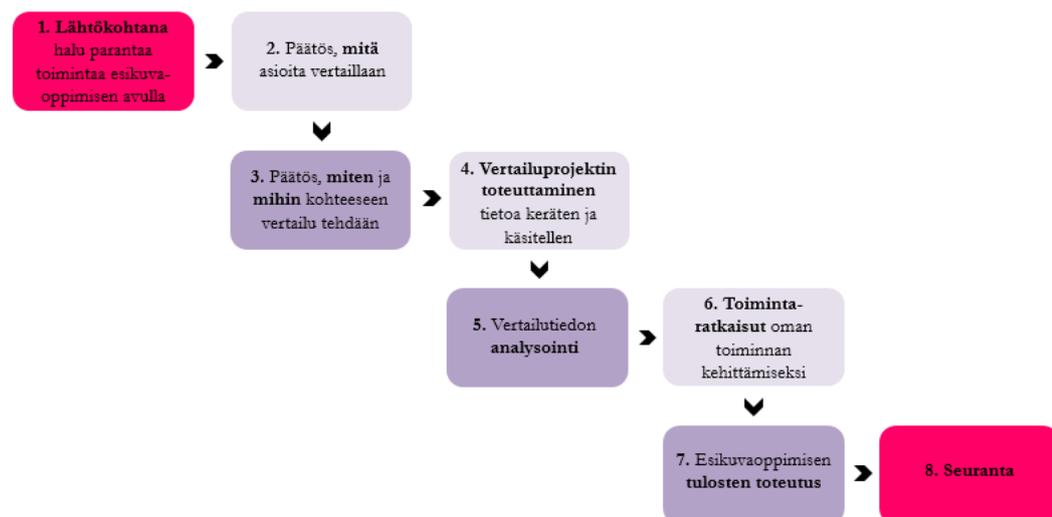 1. Lähtökohtana
halu parantaa
toimintaa esikuva-
oppimisen avulla
2. Päätös, mitä
asioita vertaillaan
3. Päätös, miten ja
mihin kohteeseen
vertailu tehdään
4. Vertailuprojektin
toteuttaminen
tietoa keräten ja
käsitellen
5. Vertailutiedon
analysointi
6. Toiminta-
ratkaisut oman
toiminnan
kehittämiseksi
7. Esikuvaoppimisen
tulosten toteutus
8. Seuranta